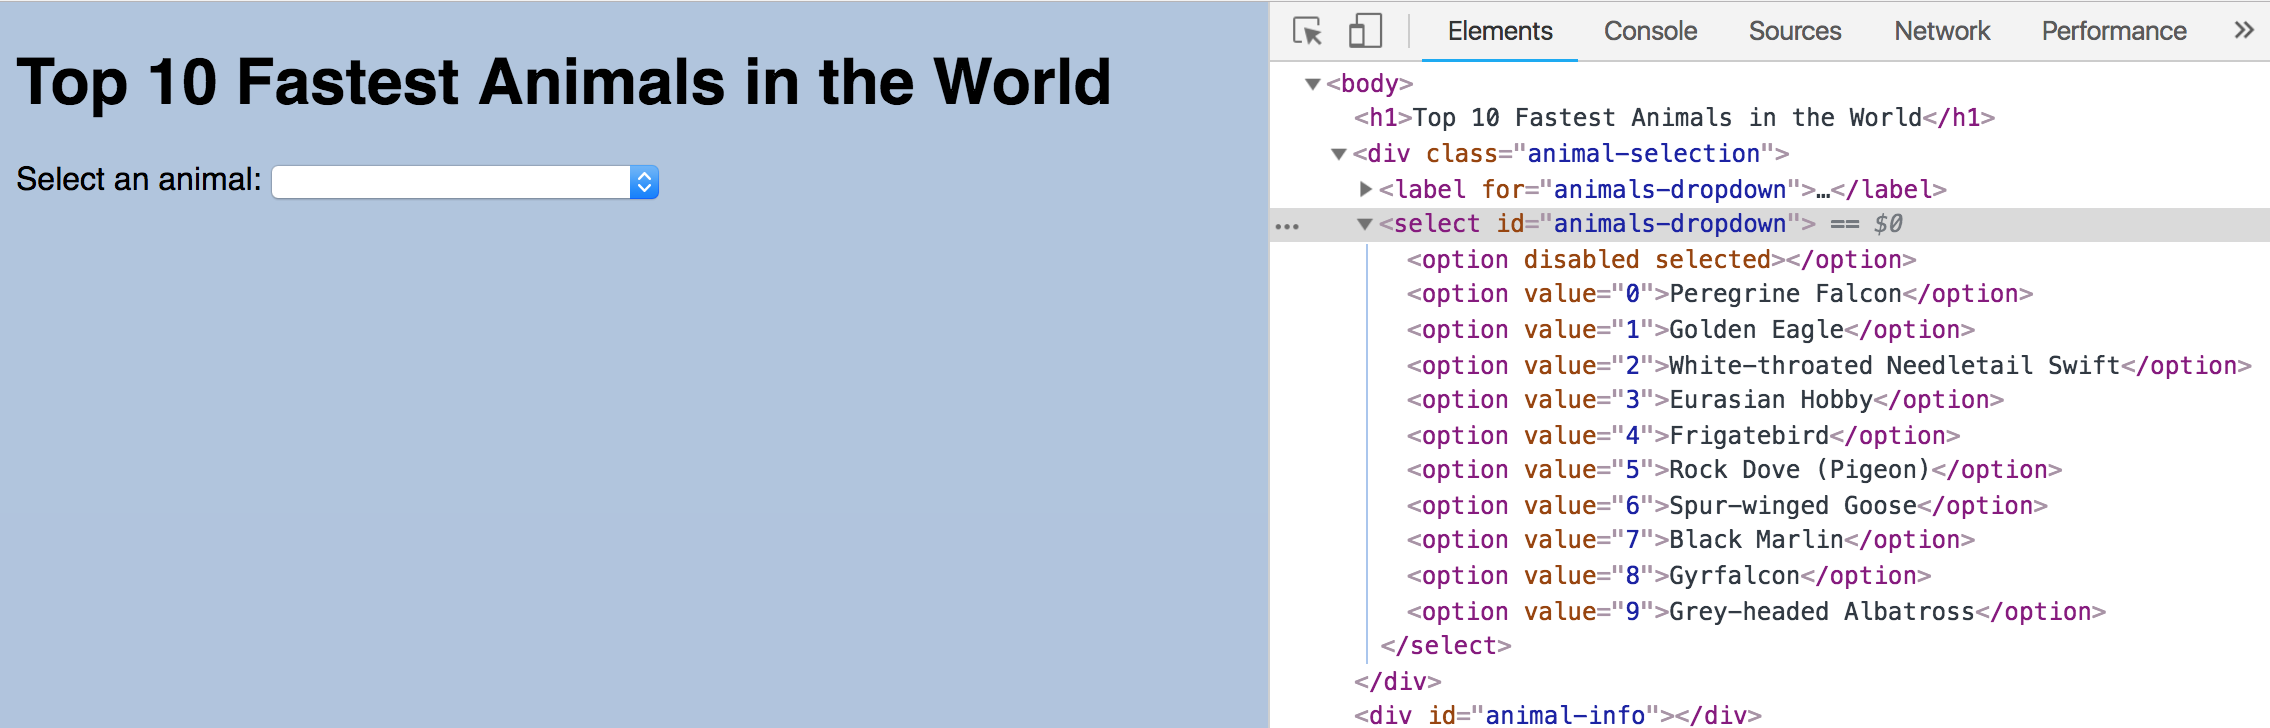 Top 10 Fastest Animals in the World
Select an animal:
Elements Console Sources Network Performance »
▼<body>
<h1>Top 10 Fastest Animals in the World</h1>
▼<div class="animal-selection">
▶<label for="animals-dropdown">…</label>
… ▼<select id="animals-dropdown"> == $0
<option disabled selected></option>
<option value="0">Peregrine Falcon</option>
<option value="1">Golden Eagle</option>
<option value="2">White-throated Needletail Swift</option>
<option value="3">Eurasian Hobby</option>
<option value="4">Frigatebird</option>
<option value="5">Rock Dove (Pigeon)</option>
<option value="6">Spur-winged Goose</option>
<option value="7">Black Marlin</option>
<option value="8">Gyrfalcon</option>
<option value="9">Grey-headed Albatross</option>
</select>
</div>
<div id="animal-info"></div>